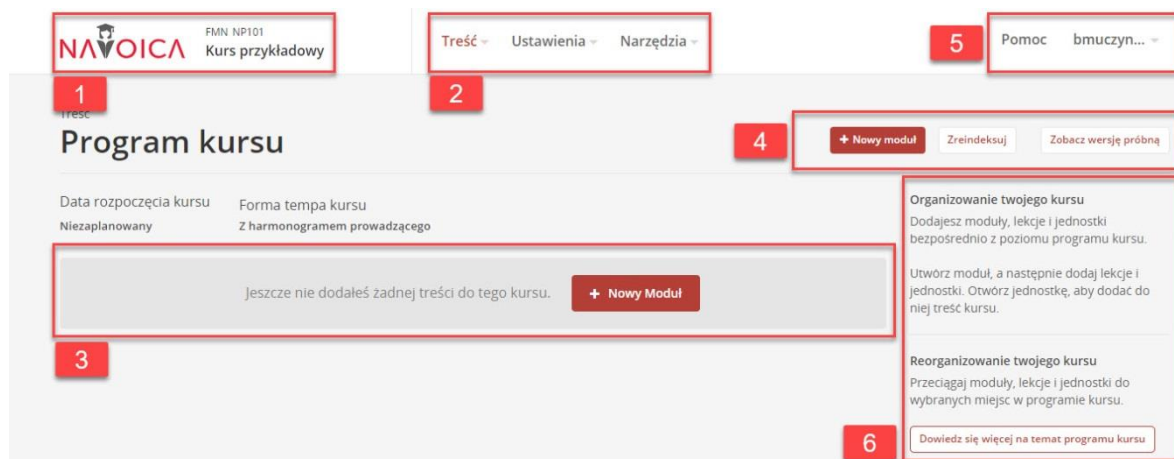 NAVOICA
FMN NP101
Kurs przykładowy
Treść Ustawienia Narzędzia
5
Pomoc bmuczyn...
1
2
Treść
Program kursu
4
+ Nowy moduł Zreindeksuj Zobacz wersję próbną
Data rozpoczęcia kursu
Niezaplanowany
Forma tempa kursu
Z harmonogramem prowadzącego
Jeszcze nie dodałeś żadnej treści do tego kursu. + Nowy Moduł
3
Organizowanie twojego kursu
Dodajesz moduły, lekcje i jednostki
bezpośrednio z poziomu programu kursu.
Utwórz moduł, a następnie dodaj lekcje i
jednostki. Otwórz jednostkę, aby dodać do
niej treść kursu.
Reorganizowanie twojego kursu
Przeciągaj moduły, lekcje i jednostki do
wybranych miejsc w programie kursu.
6
Dowiedz się więcej na temat programu kursu